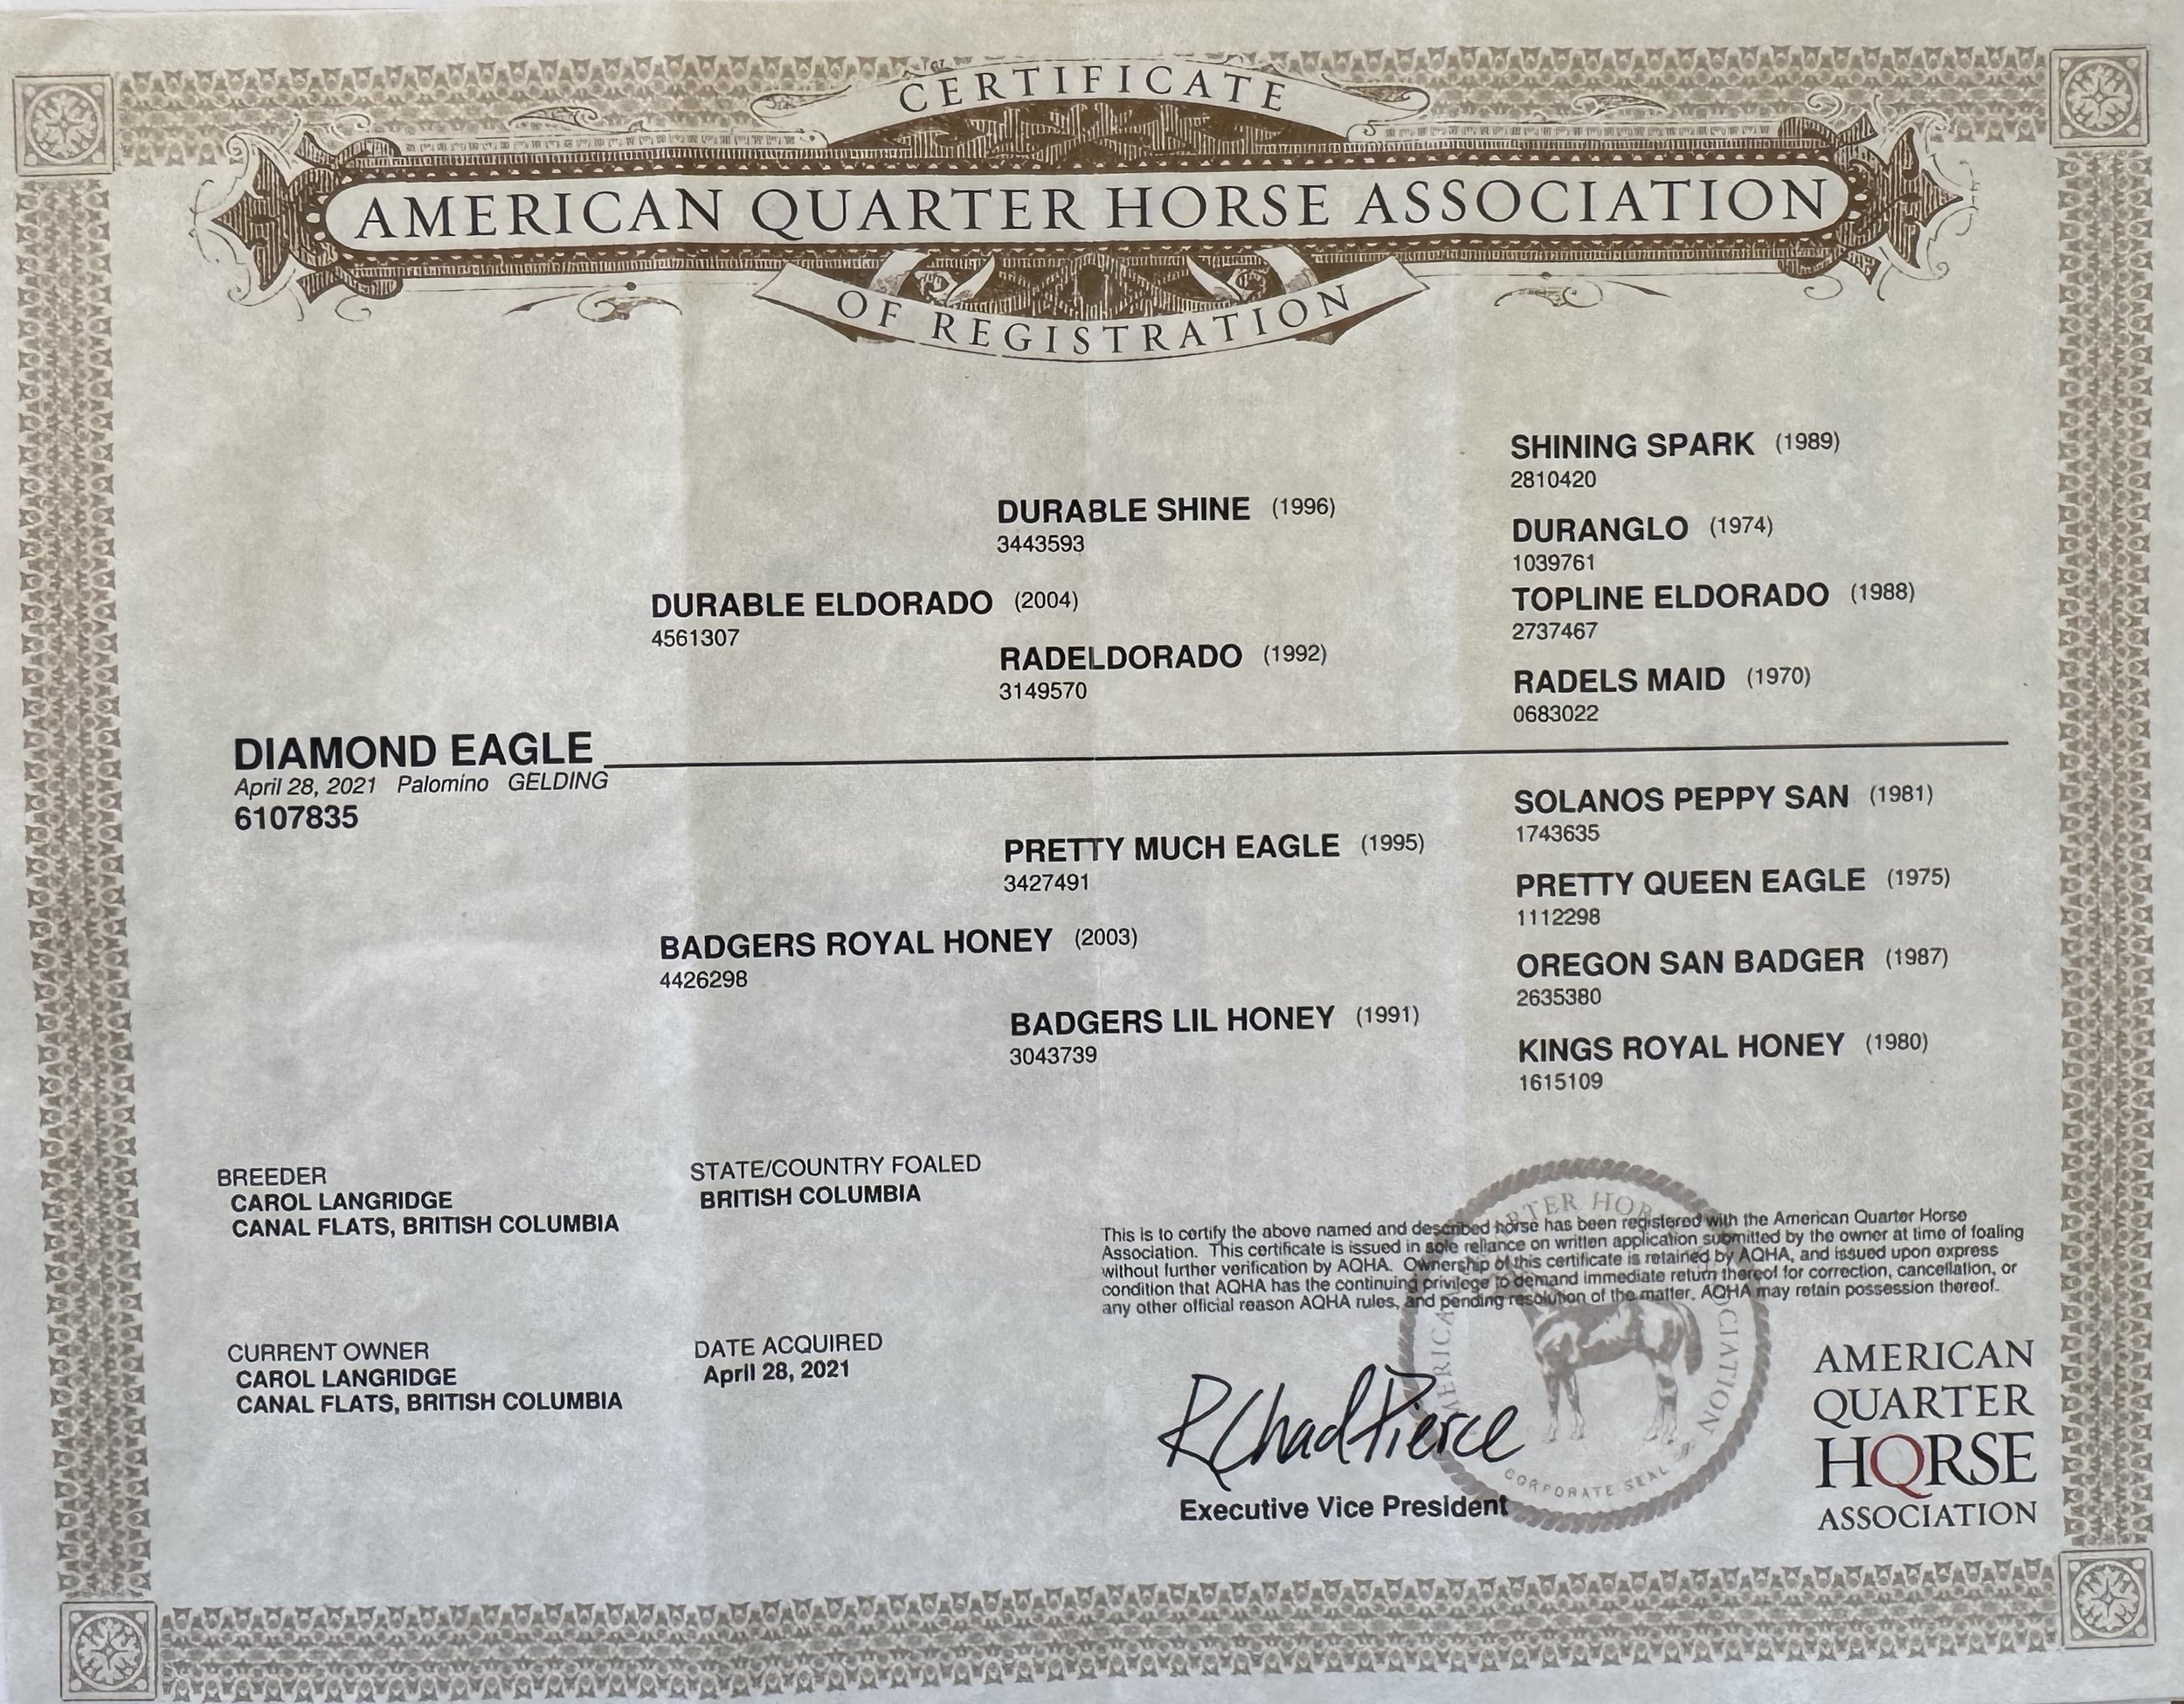 CERTIFICATE
AMERICAN QUARTER HORSE ASSOCIATION
OF REGISTRATION
SHINING SPARK (1989)
2810420
DURABLE SHINE (1996)
3443593
DURANGLO (1974)
1039761
DURABLE ELDORADO (2004)
4561307
TOPLINE ELDORADO (1988)
2737467
RADELDORADO (1992)
3149570
RADELS MAID (1970)
0683022
DIAMOND EAGLE
April 28, 2021 Palomino GELDING
6107835
SOLANOS PEPPY SAN (1981)
1743635
PRETTY MUCH EAGLE (1995)
3427491
PRETTY QUEEN EAGLE (1975)
1112298
BADGERS ROYAL HONEY (2003)
4426298
OREGON SAN BADGER (1987)
2635380
BADGERS LIL HONEY (1991)
3043739
KINGS ROYAL HONEY (1980)
1615109
BREEDER
CAROL LANGRIDGE
CANAL FLATS, BRITISH COLUMBIA
STATE/COUNTRY FOALED
BRITISH COLUMBIA
This is to certify the above named and described horse has been registered with the American Quarter Horse
Association. This certificate is issued in sole reliance on written application submitted by the owner at time of foaling
without further verification by AQHA. Ownership of this certificate is retained by AQHA, and issued upon express
condition that AQHA has the continuing privilege to demand immediate return thereof for correction, cancellation, or
any other official reason AQHA rules, and pending resolution of the matter, AQHA may retain possession thereof.
CURRENT OWNER
CAROL LANGRIDGE
CANAL FLATS, BRITISH COLUMBIA
DATE ACQUIRED
April 28, 2021
R Chad Pierce
Executive Vice President
CORPORATE SEAL
AMERICAN
QUARTER
HORSE
ASSOCIATION